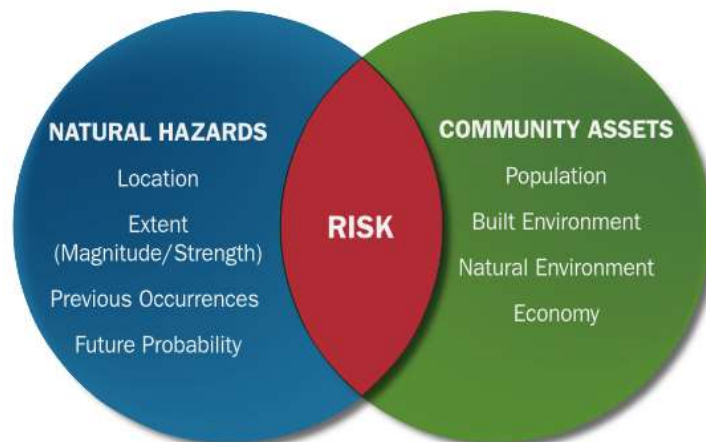 NATURAL HAZARDS
Location
Extent
(Magnitude/Strength)
Previous Occurrences
Future Probability
RISK
COMMUNITY ASSETS
Population
Built Environment
Natural Environment
Economy